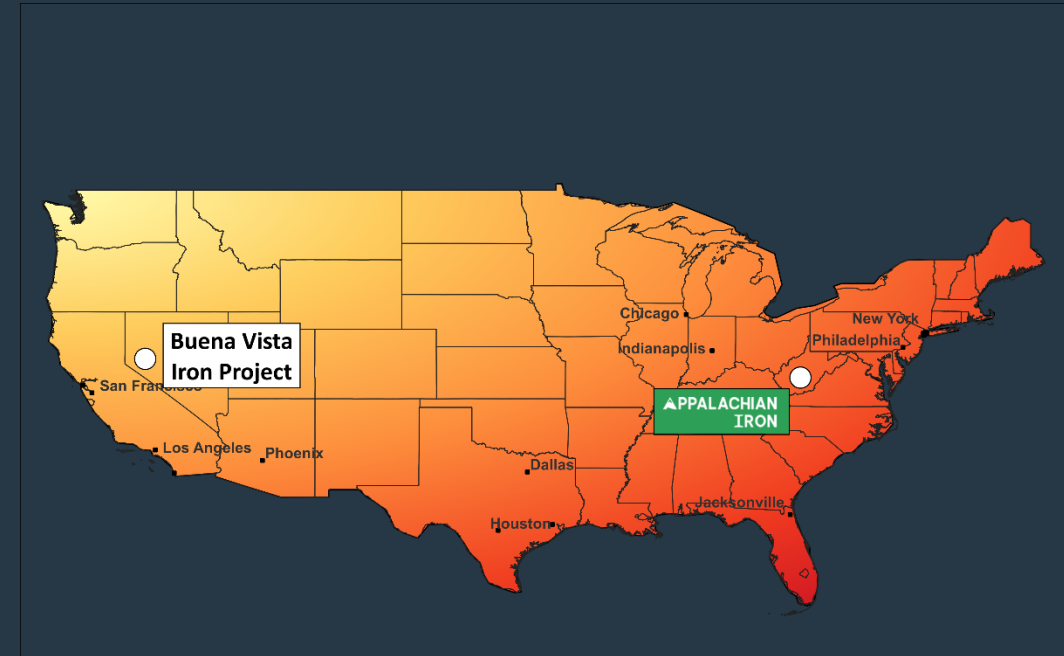 Chicago
New York
Philadelphia
Indianapolis
Buena Vista
Iron Project
San Francisco
APPALACHIAN
IRON
Los Angeles
Phoenix
Dallas
Jacksonville
Houston